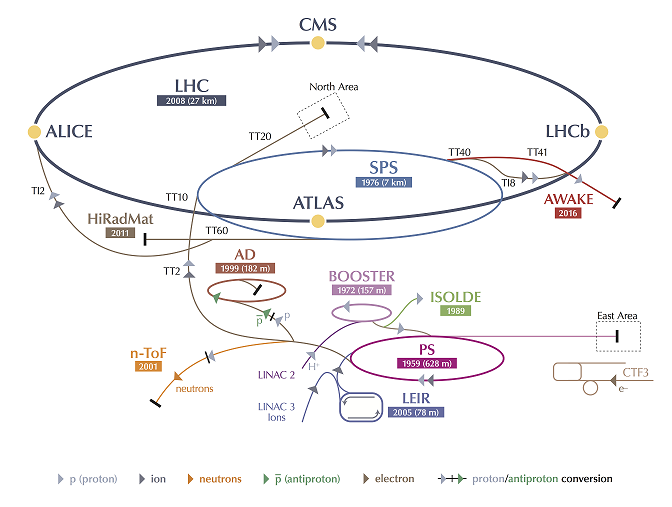 CMS
LHC
2008 (27 km)
North Area
ALICE
LHCb
TT20
TT40
TT41
SPS
1976 (7 km)
TI8
TI2
TT10
ATLAS
AWAKE
2016
HiRadMat
2011
TT60
AD
1999 (182 m)
TT2
BOOSTER
1972 (157 m)
ISOLDE
1989
p
p̅
East Area
n-ToF
2001
PS
1959 (628 m)
H+
LINAC 2
neutrons
CTF3
e–
LEIR
2005 (78 m)
LINAC 3
Ions
p (proton)
ion
neutrons
p̅ (antiproton)
electron
proton/antiproton conversion